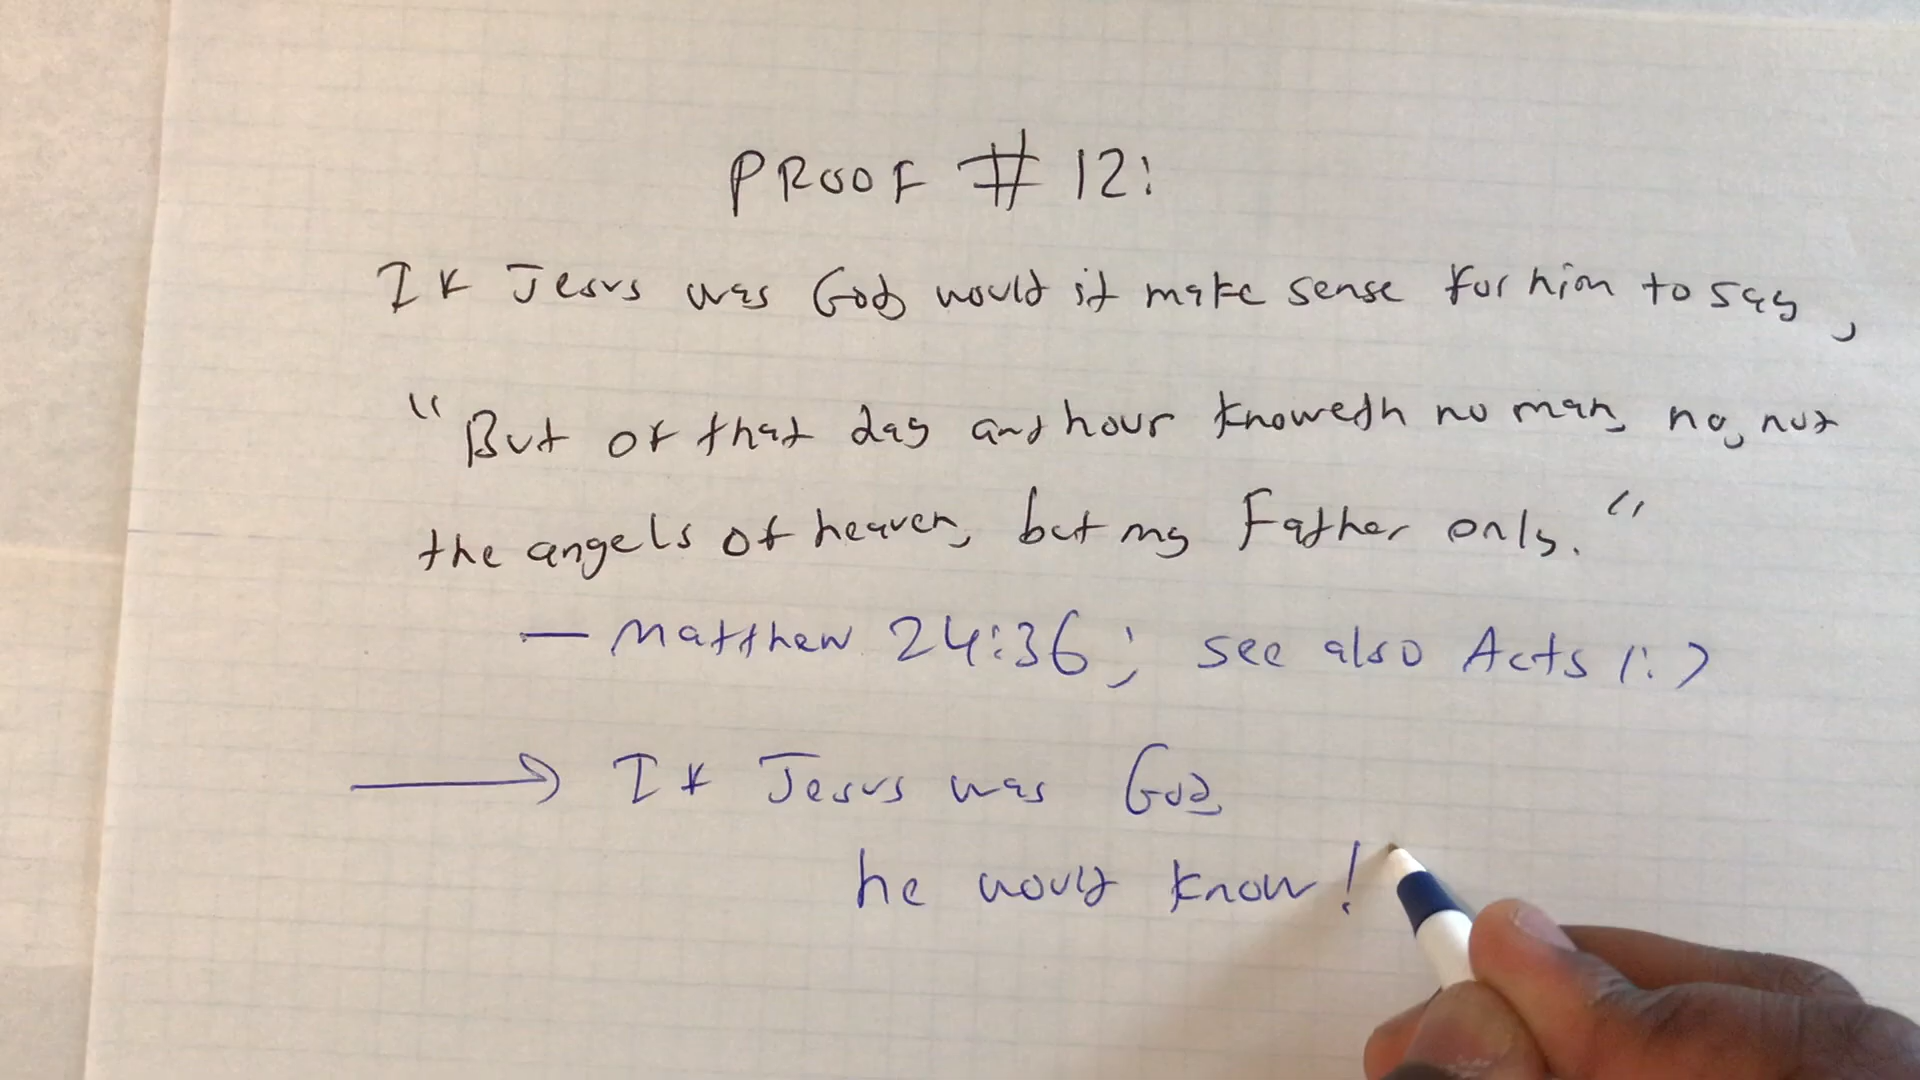 PROOF # 12:
If Jesus was God, would it make sense for him to say,
"But of that day and hour knoweth no man, no, not
the angels of heaven, but my Father only."
— Matthew 24:36; see also Acts 1:7
→ If Jesus was God,
he would know!